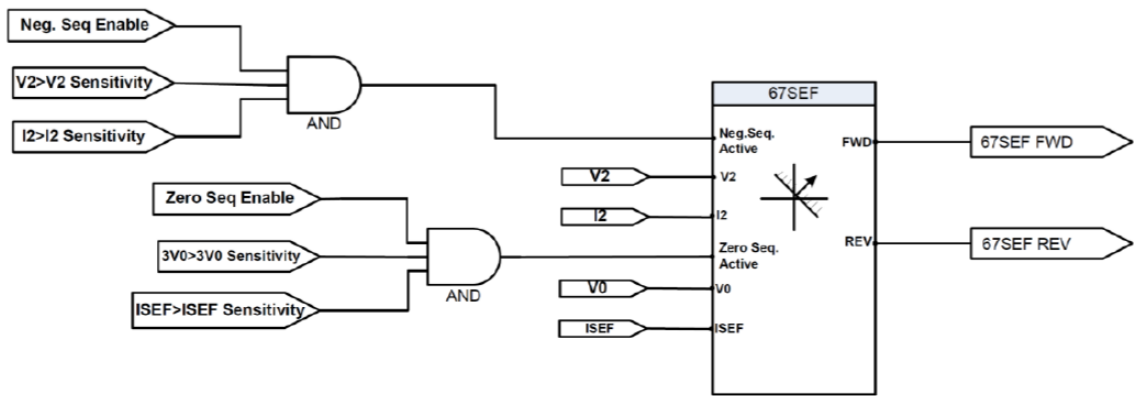 Neg. Seq Enable
V2>V2 Sensitivity
I2>I2 Sensitivity
AND
Zero Seq Enable
3V0>3V0 Sensitivity
ISEF>ISEF Sensitivity
AND
V2
I2
V0
ISEF
67SEF
Neg.Seq.
Active
V2
I2
Zero Seq.
Active
V0
ISEF
FWD
REV
67SEF FWD
67SEF REV